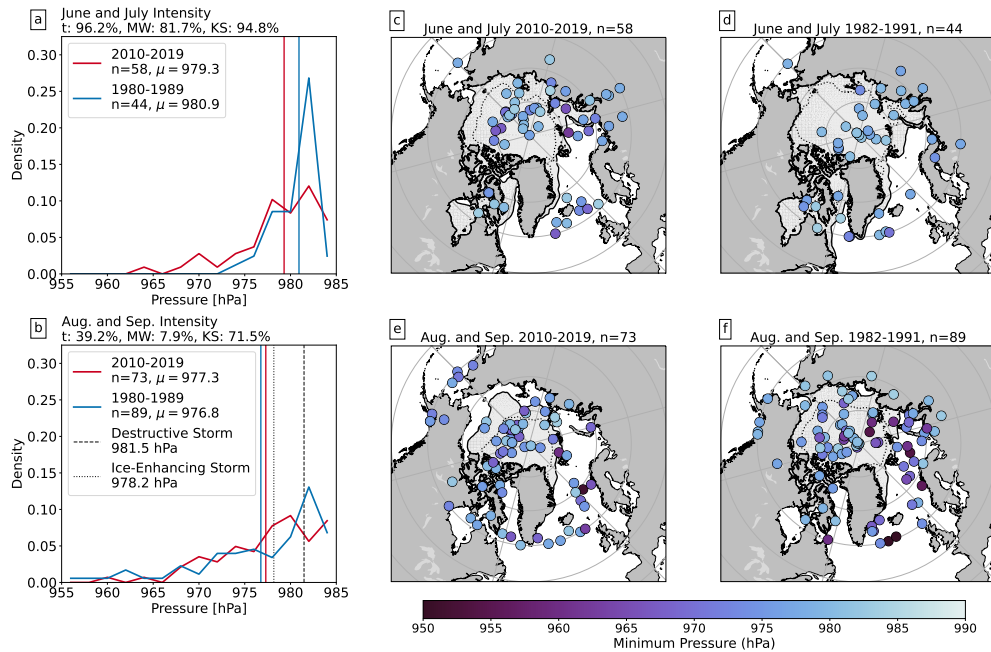 a
June and July Intensity
t: 96.2%, MW: 81.7%, KS: 94.8%
2010-2019
n=58, μ = 979.3
1980-1989
n=44, μ = 980.9
Density
0.30
0.25
0.20
0.15
0.10
0.05
0.00
955 960 965 970 975 980 985
Pressure [hPa]
b
Aug. and Sep. Intensity
t: 39.2%, MW: 7.9%, KS: 71.5%
2010-2019
n=73, μ = 977.3
1980-1989
n=89, μ = 976.8
Destructive Storm
981.5 hPa
Ice-Enhancing Storm
978.2 hPa
Density
0.30
0.25
0.20
0.15
0.10
0.05
0.00
955 960 965 970 975 980 985
Pressure [hPa]
c
June and July 2010-2019, n=58
d
June and July 1982-1991, n=44
e
Aug. and Sep. 2010-2019, n=73
f
Aug. and Sep. 1982-1991, n=89
950 955 960 965 970 975 980 985 990
Minimum Pressure (hPa)